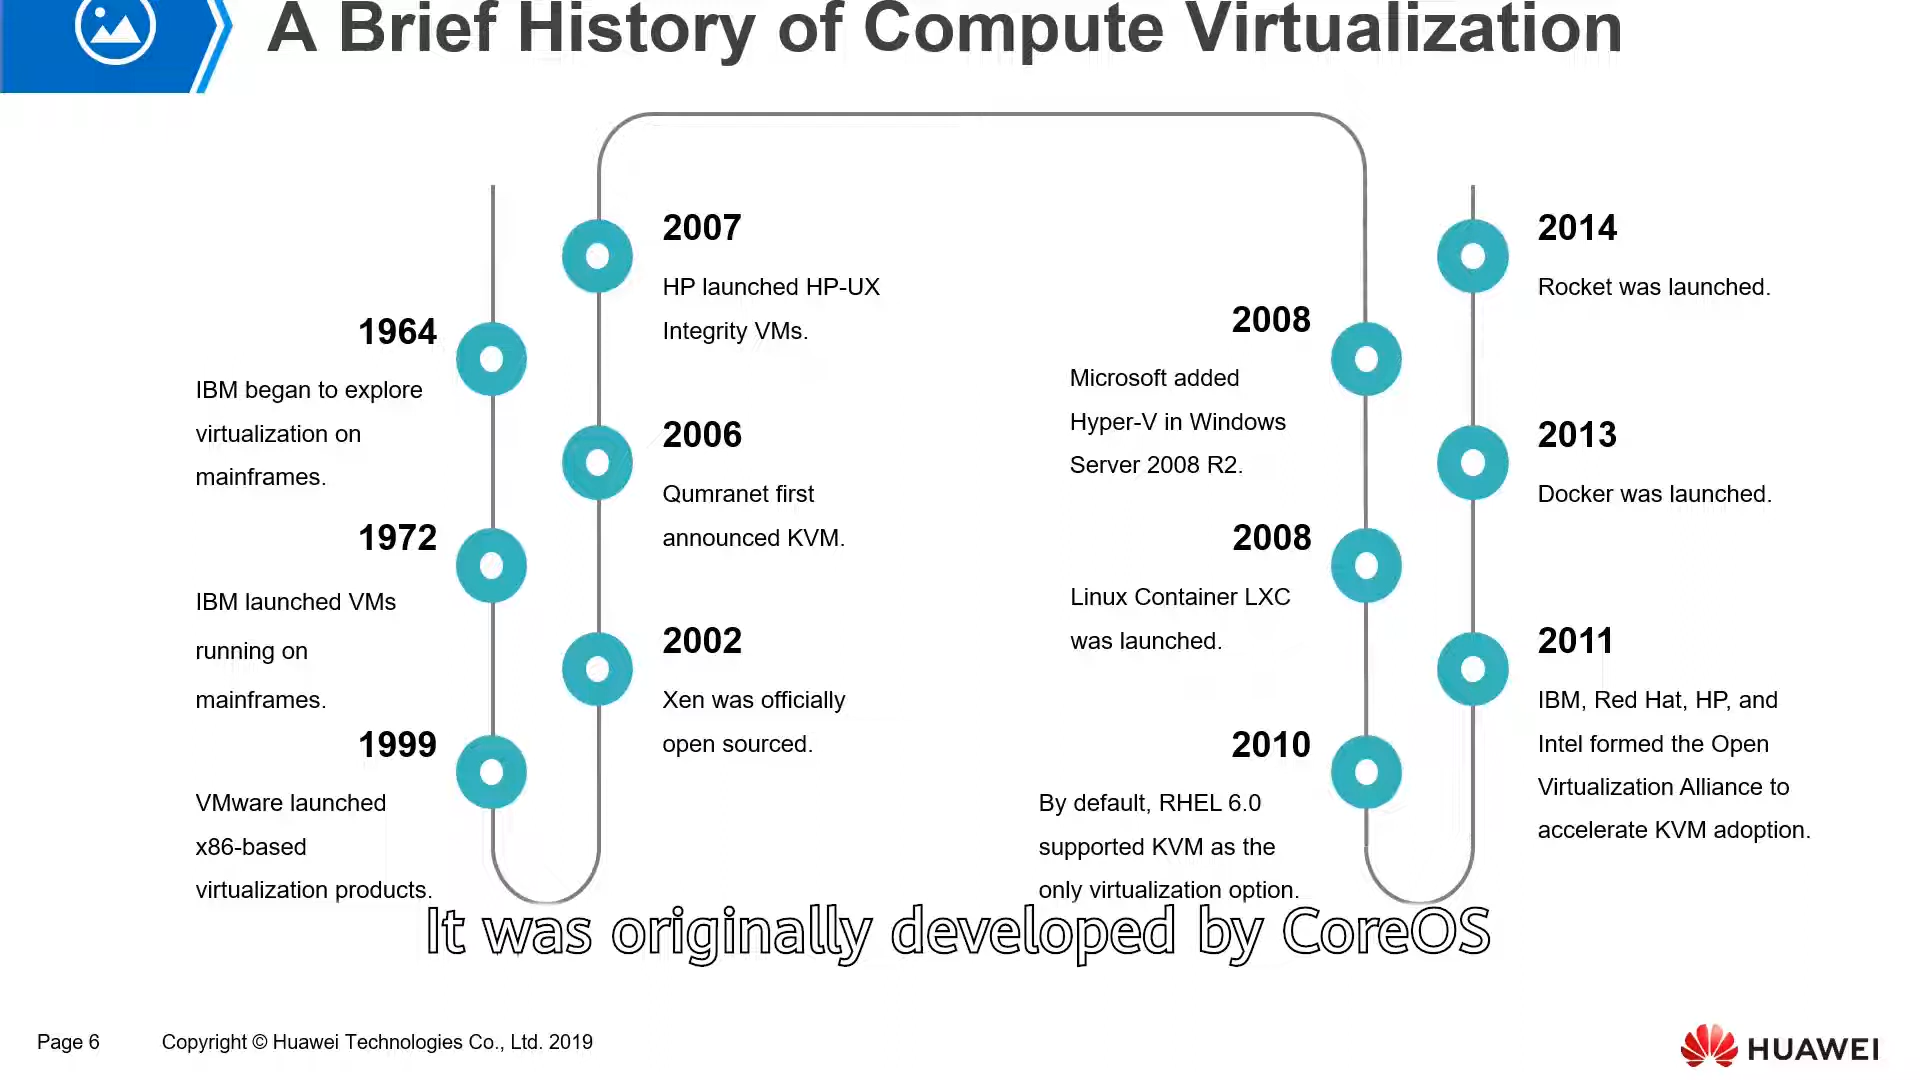 A Brief History of Compute Virtualization
1964
IBM began to explore
virtualization on
mainframes.
1972
IBM launched VMs
running on
mainframes.
1999
VMware launched
x86-based
virtualization products.
2007
HP launched HP-UX
Integrity VMs.
2006
Qumranet first
announced KVM.
2002
Xen was officially
open sourced.
2008
Microsoft added
Hyper-V in Windows
Server 2008 R2.
2008
Linux Container LXC
was launched.
2010
By default, RHEL 6.0
supported KVM as the
only virtualization option.
2014
Rocket was launched.
2013
Docker was launched.
2011
IBM, Red Hat, HP, and
Intel formed the Open
Virtualization Alliance to
accelerate KVM adoption.
It was originally developed by CoreOS
Page 6
Copyright © Huawei Technologies Co., Ltd. 2019
HUAWEI